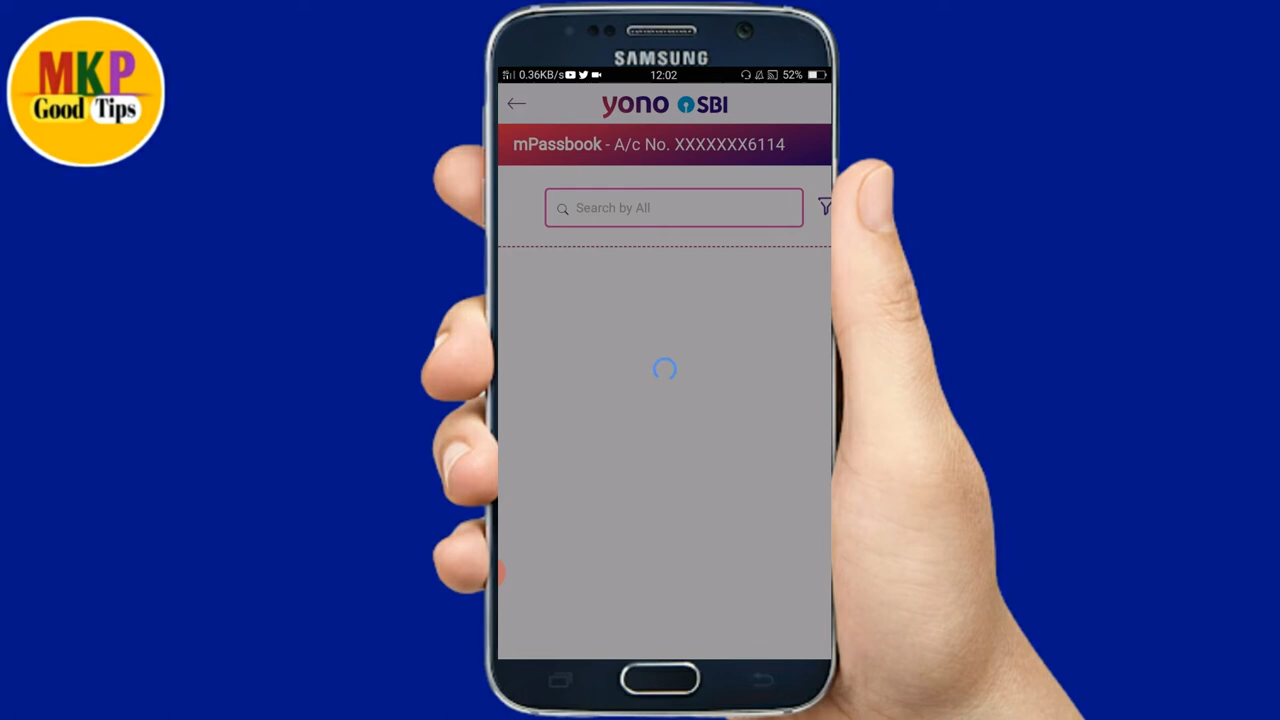 MKP
Good Tips
SAMSUNG
0.36KB/s 12:02 52%
yono SBI
mPassbook - A/c No. XXXXXXX6114
Search by All